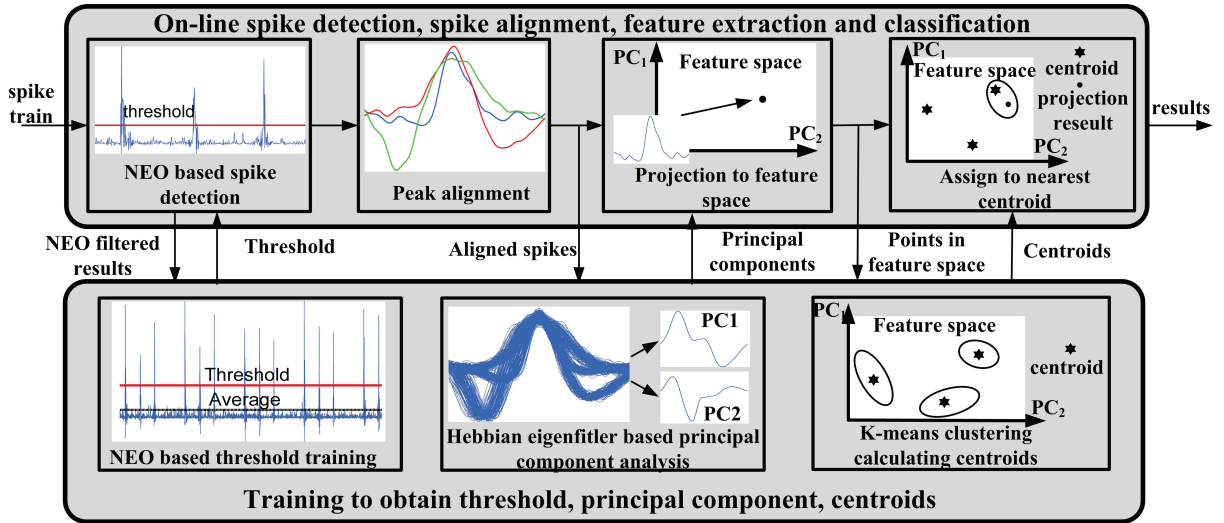 On-line spike detection, spike alignment, feature extraction and classification
spike
train
threshold
NEO based spike
detection
Peak alignment
PC1
Feature space
PC2
Projection to feature
space
PC1
Feature space
PC2
centroid
projection
reseult
Assign to nearest
centroid
results
NEO filtered
results
Threshold
Aligned spikes
Principal
components
Points in
feature space
Centroids
Threshold
Average
NEO based threshold training
PC1
PC2
Hebbian eigenfitler based principal
component analysis
PC1
Feature space
PC2
centroid
K-means clustering
calculating centroids
Training to obtain threshold, principal component, centroids